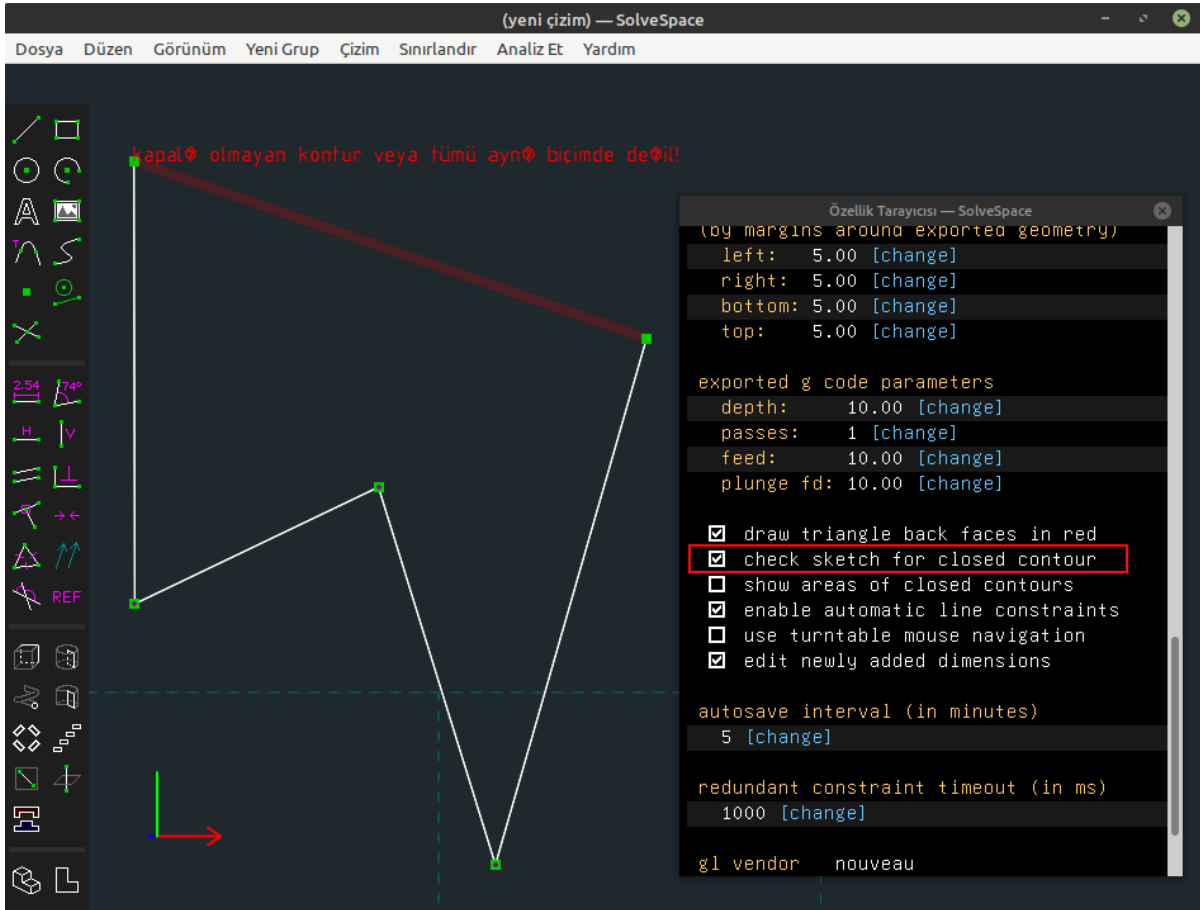 (yeni çizim) — SolveSpace
Dosya Düzen Görünüm Yeni Grup Çizim Sınırlandır Analiz Et Yardım
kapal� olmayan kontur veya tümü ayn� biçimde de�il!
2.54 74°
H V
T
REF
Özellik Tarayıcısı — SolveSpace
(by margins around exported geometry)
left: 5.00 [change]
right: 5.00 [change]
bottom: 5.00 [change]
top: 5.00 [change]
exported g code parameters
depth: 10.00 [change]
passes: 1 [change]
feed: 10.00 [change]
plunge fd: 10.00 [change]
draw triangle back faces in red
check sketch for closed contour
show areas of closed contours
enable automatic line constraints
use turntable mouse navigation
edit newly added dimensions
autosave interval (in minutes)
5 [change]
redundant constraint timeout (in ms)
1000 [change]
gl vendor nouveau